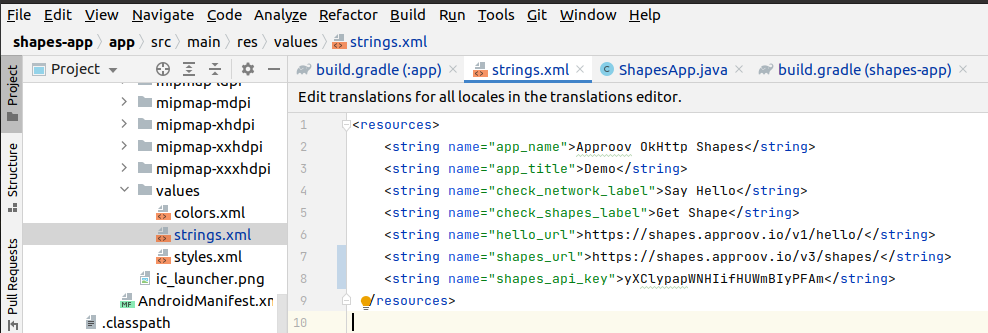 File Edit View Navigate Code Analyze Refactor Build Run Tools Git Window Help
shapes-app app src main res values strings.xml
Project build.gradle (:app) strings.xml ShapesApp.java build.gradle (shapes-app)
Edit translations for all locales in the translations editor.
Project
Structure
Pull Requests
mipmap-mdpi
mipmap-xhdpi
mipmap-xxhdpi
mipmap-xxxhdpi
values
colors.xml
strings.xml
styles.xml
ic_launcher.png
AndroidManifest.xm
.classpath
1 <resources>
2 <string name="app_name">Approov OkHttp Shapes</string>
3 <string name="app_title">Demo</string>
4 <string name="check_network_label">Say Hello</string>
5 <string name="check_shapes_label">Get Shape</string>
6 <string name="hello_url">https://shapes.approov.io/v1/hello/</string>
7 <string name="shapes_url">https://shapes.approov.io/v3/shapes/</string>
8 <string name="shapes_api_key">yXClypapWNHIifHUWmBIyPFAm</string>
9 /resources>
10